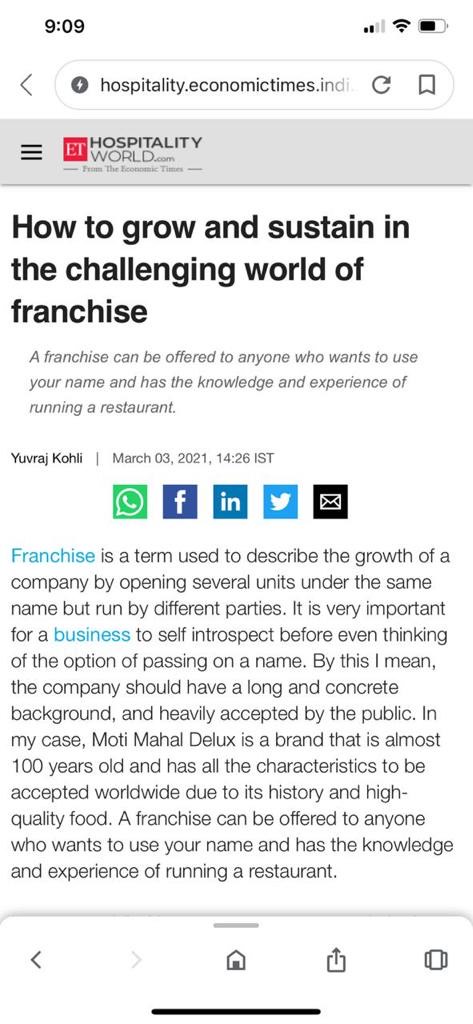 9:09
hospitality.economictimes.indi.
ET HOSPITALITY
WORLD.com
From The Economic Times
How to grow and sustain in
the challenging world of
franchise
A franchise can be offered to anyone who wants to use
your name and has the knowledge and experience of
running a restaurant.
Yuvraj Kohli | March 03, 2021, 14:26 IST
Franchise is a term used to describe the growth of a
company by opening several units under the same
name but run by different parties. It is very important
for a business to self introspect before even thinking
of the option of passing on a name. By this I mean,
the company should have a long and concrete
background, and heavily accepted by the public. In
my case, Moti Mahal Delux is a brand that is almost
100 years old and has all the characteristics to be
accepted worldwide due to its history and high-
quality food. A franchise can be offered to anyone
who wants to use your name and has the knowledge
and experience of running a restaurant.